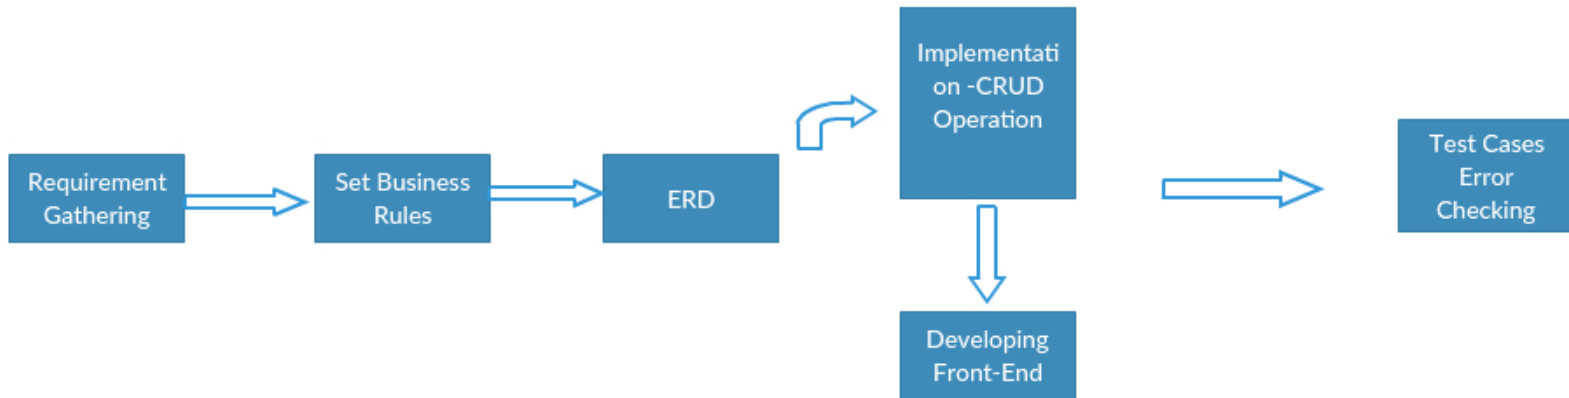 Requirement
Gathering
Set Business
Rules
ERD
Implementati
on -CRUD
Operation
Developing
Front-End
Test Cases
Error
Checking